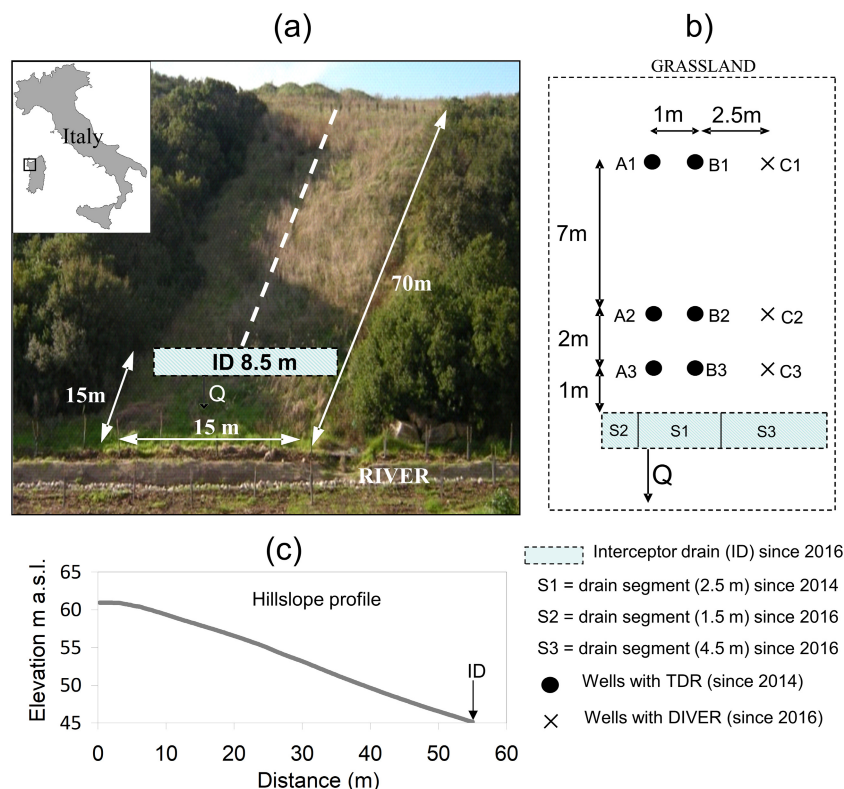 (a)
Italy
70m
ID 8.5 m
15m
Q
15 m
RIVER
b)
GRASSLAND
1m 2.5m
A1 B1 C1
7m
A2 B2 C2
2m
A3 B3 C3
1m
S2 S1 S3
Q
(c)
Elevation m a.s.l.
65
60
55
50
45
Hillslope profile
ID
0 10 20 30 40 50 60
Distance (m)
Interceptor drain (ID) since 2016
S1 = drain segment (2.5 m) since 2014
S2 = drain segment (1.5 m) since 2016
S3 = drain segment (4.5 m) since 2016
Wells with TDR (since 2014)
Wells with DIVER (since 2016)